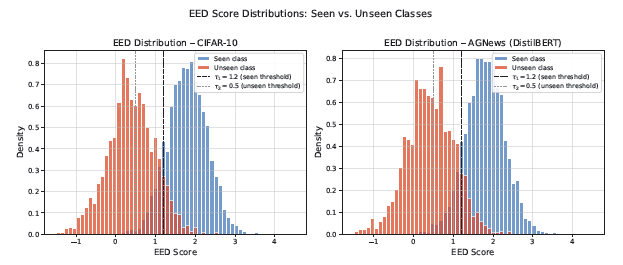 EED Score Distributions: Seen vs. Unseen Classes
EED Distribution – CIFAR-10
Seen class
Unseen class
τ₁ = 1.2 (seen threshold)
τ₂ = 0.5 (unseen threshold)
Density
0.8
0.7
0.6
0.5
0.4
0.3
0.2
0.1
0.0
−1 0 1 2 3 4
EED Score
EED Distribution – AGNews (DistilBERT)
Seen class
Unseen class
τ₁ = 1.2 (seen threshold)
τ₂ = 0.5 (unseen threshold)
Density
0.8
0.7
0.6
0.5
0.4
0.3
0.2
0.1
0.0
−1 0 1 2 3 4
EED Score